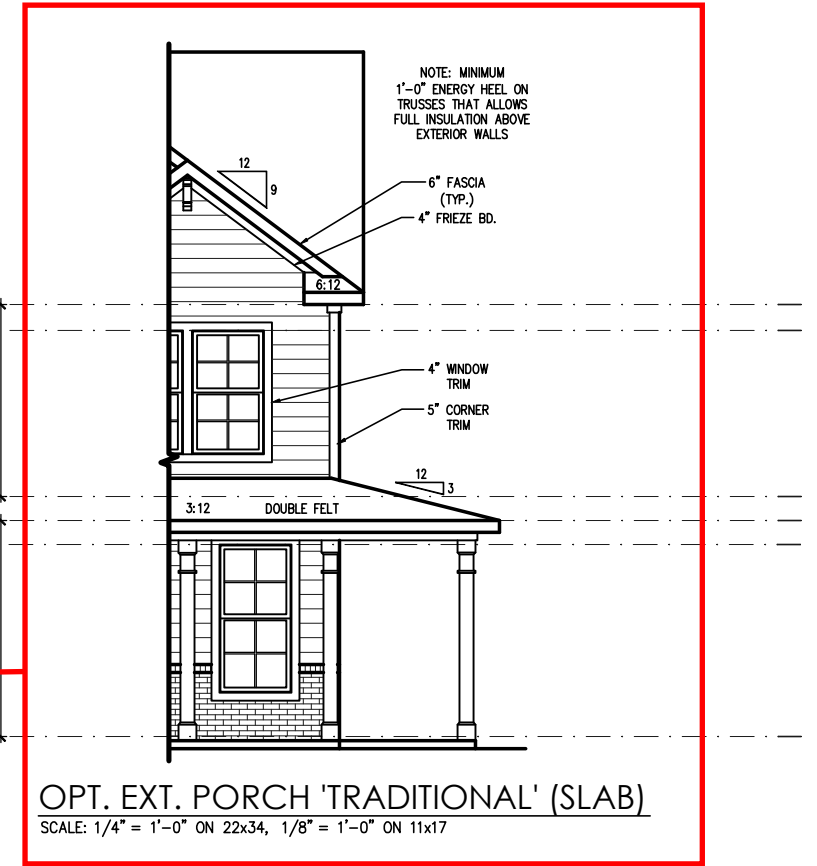 NOTE: MINIMUM
1'-0" ENERGY HEEL ON
TRUSSES THAT ALLOWS
FULL INSULATION ABOVE
EXTERIOR WALLS
12
9
6" FASCIA
(TYP.)
4" FRIEZE BD.
6:12
4" WINDOW
TRIM
5" CORNER
TRIM
12
3
3:12 DOUBLE FELT
OPT. EXT. PORCH 'TRADITIONAL' (SLAB)
SCALE: 1/4" = 1'-0" ON 22x34, 1/8" = 1'-0" ON 11x17